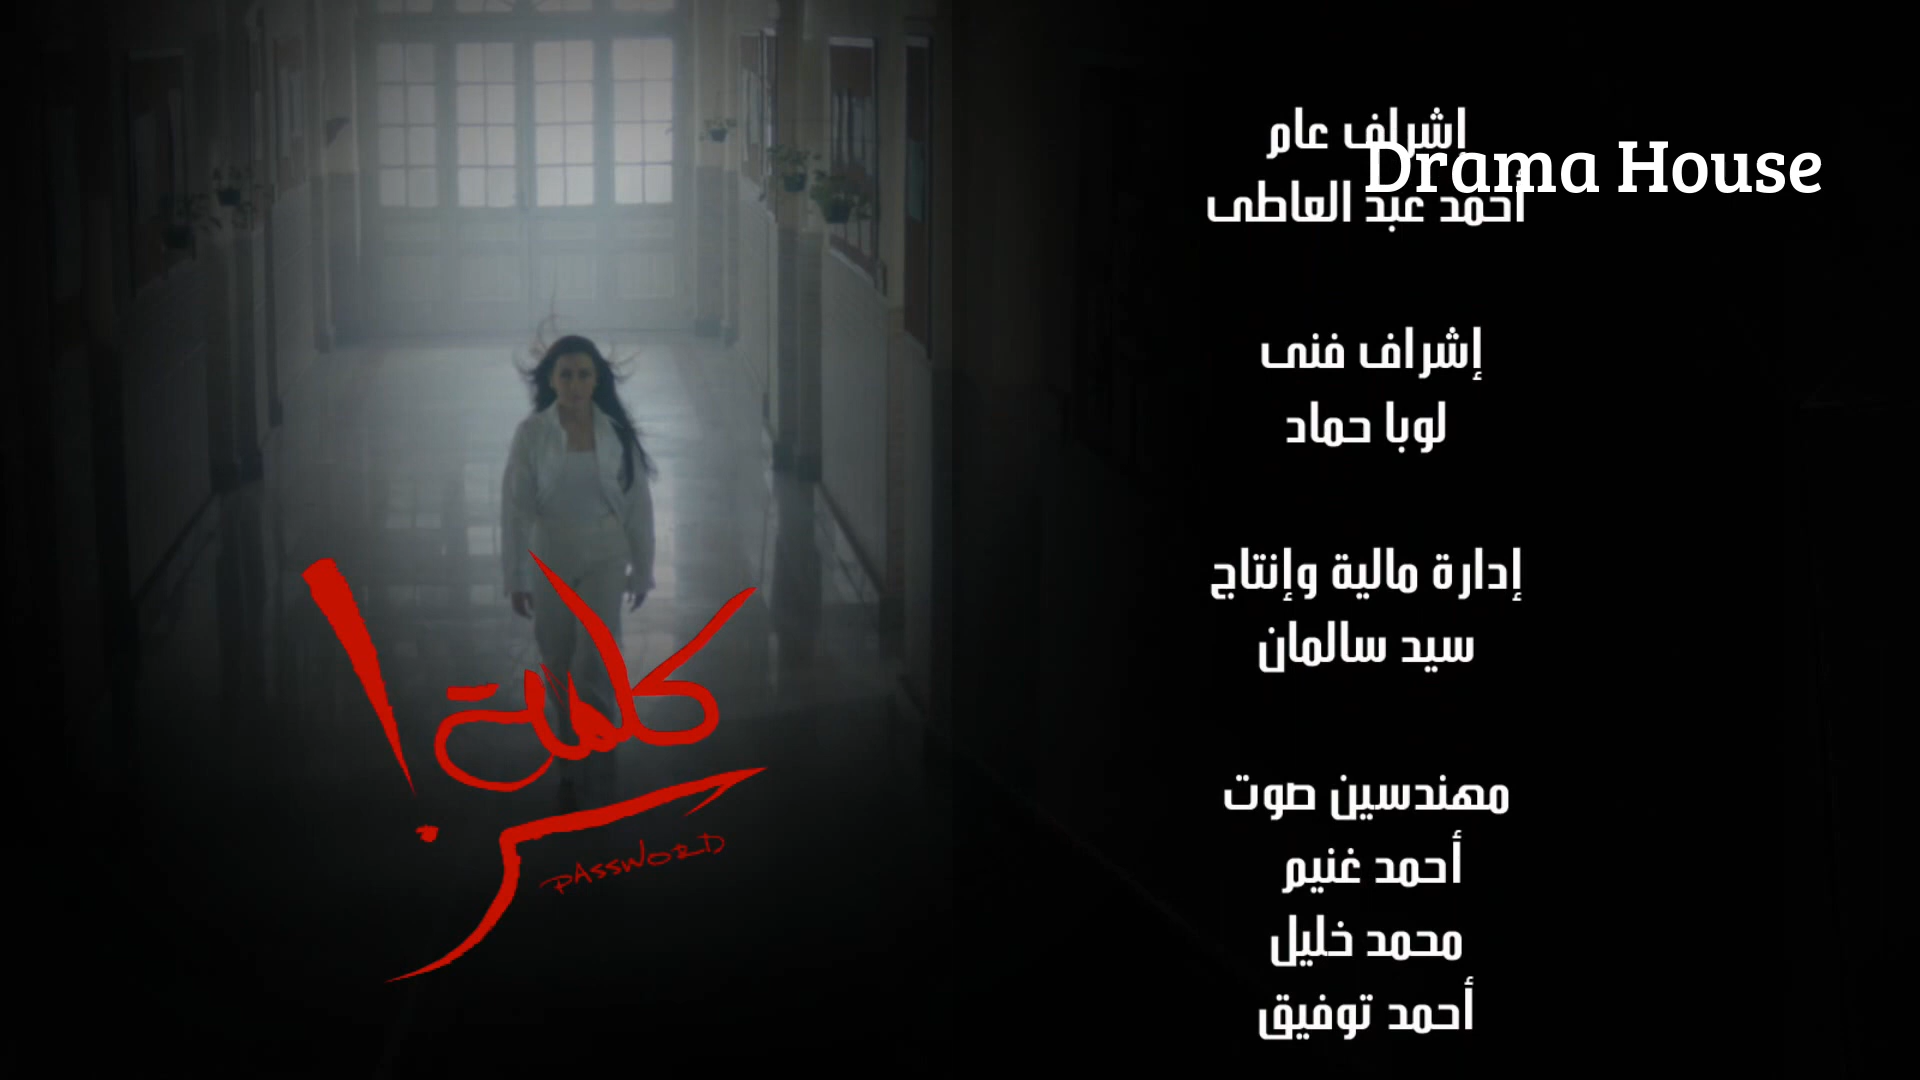 اشراف عام
Drama House
أحمد عبد العاطى
إشراف فنى
لوبا حماد
إدارة مالية وإنتاج
سيد سالمان
مهندسين صوت
أحمد غنيم
محمد خليل
أحمد توفيق
كلمة
سر
!
PASSWORD